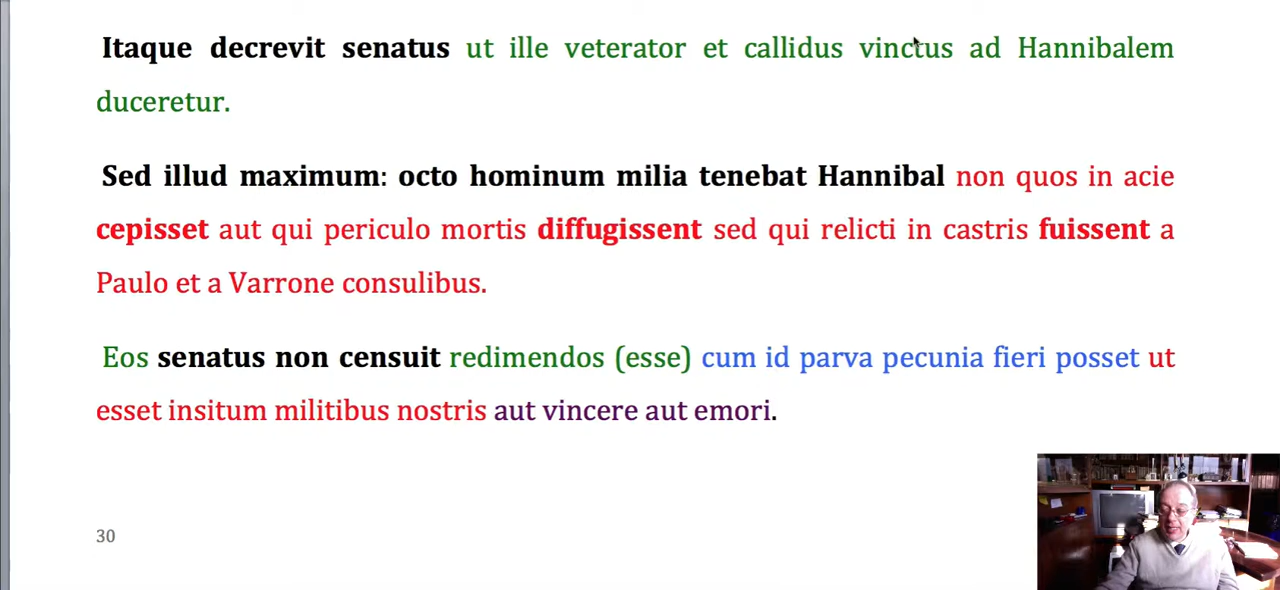 Itaque decrevit senatus ut ille veterator et callidus vinctus ad Hannibalem
duceretur.
Sed illud maximum: octo hominum milia tenebat Hannibal non quos in acie
cepisset aut qui periculo mortis diffugissent sed qui relicti in castris fuissent a
Paulo et a Varrone consulibus.
Eos senatus non censuit redimendos (esse) cum id parva pecunia fieri posset ut
esset insitum militibus nostris aut vincere aut emori.
30